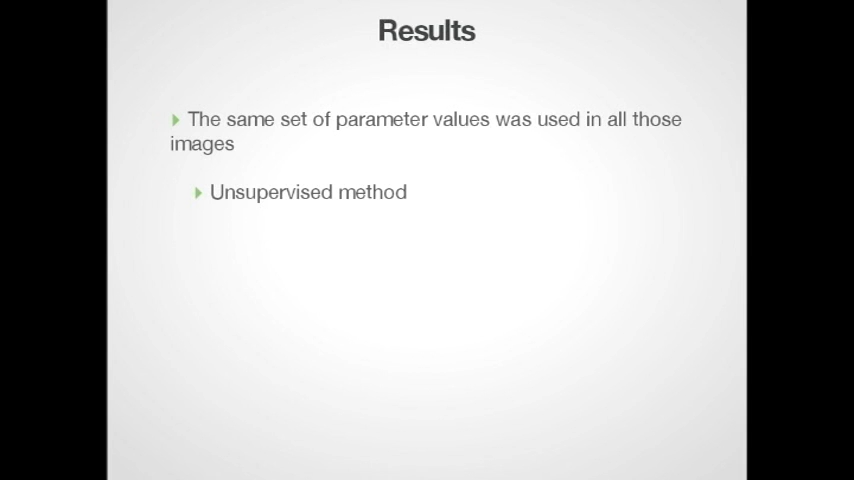 Results
The same set of parameter values was used in all those
images
Unsupervised method